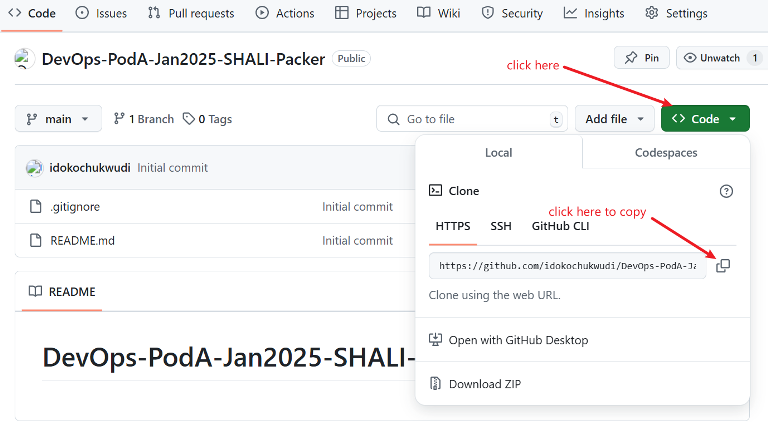 Code Issues Pull requests Actions Projects Wiki Security Insights Settings
DevOps-PodA-Jan2025-SHALI-Packer Public Pin Unwatch 1
click here
main 1 Branch 0 Tags Go to file t Add file Code
Local Codespaces
idokochukwudi Initial commit
Clone
.gitignore Initial commit
click here to copy
HTTPS SSH GitHub CLI
README.md Initial commit
https://github.com/idokochukwudi/DevOps-PodA-Ja
README
Clone using the web URL.
Open with GitHub Desktop
DevOps-PodA-Jan2025-SHALI-
Download ZIP